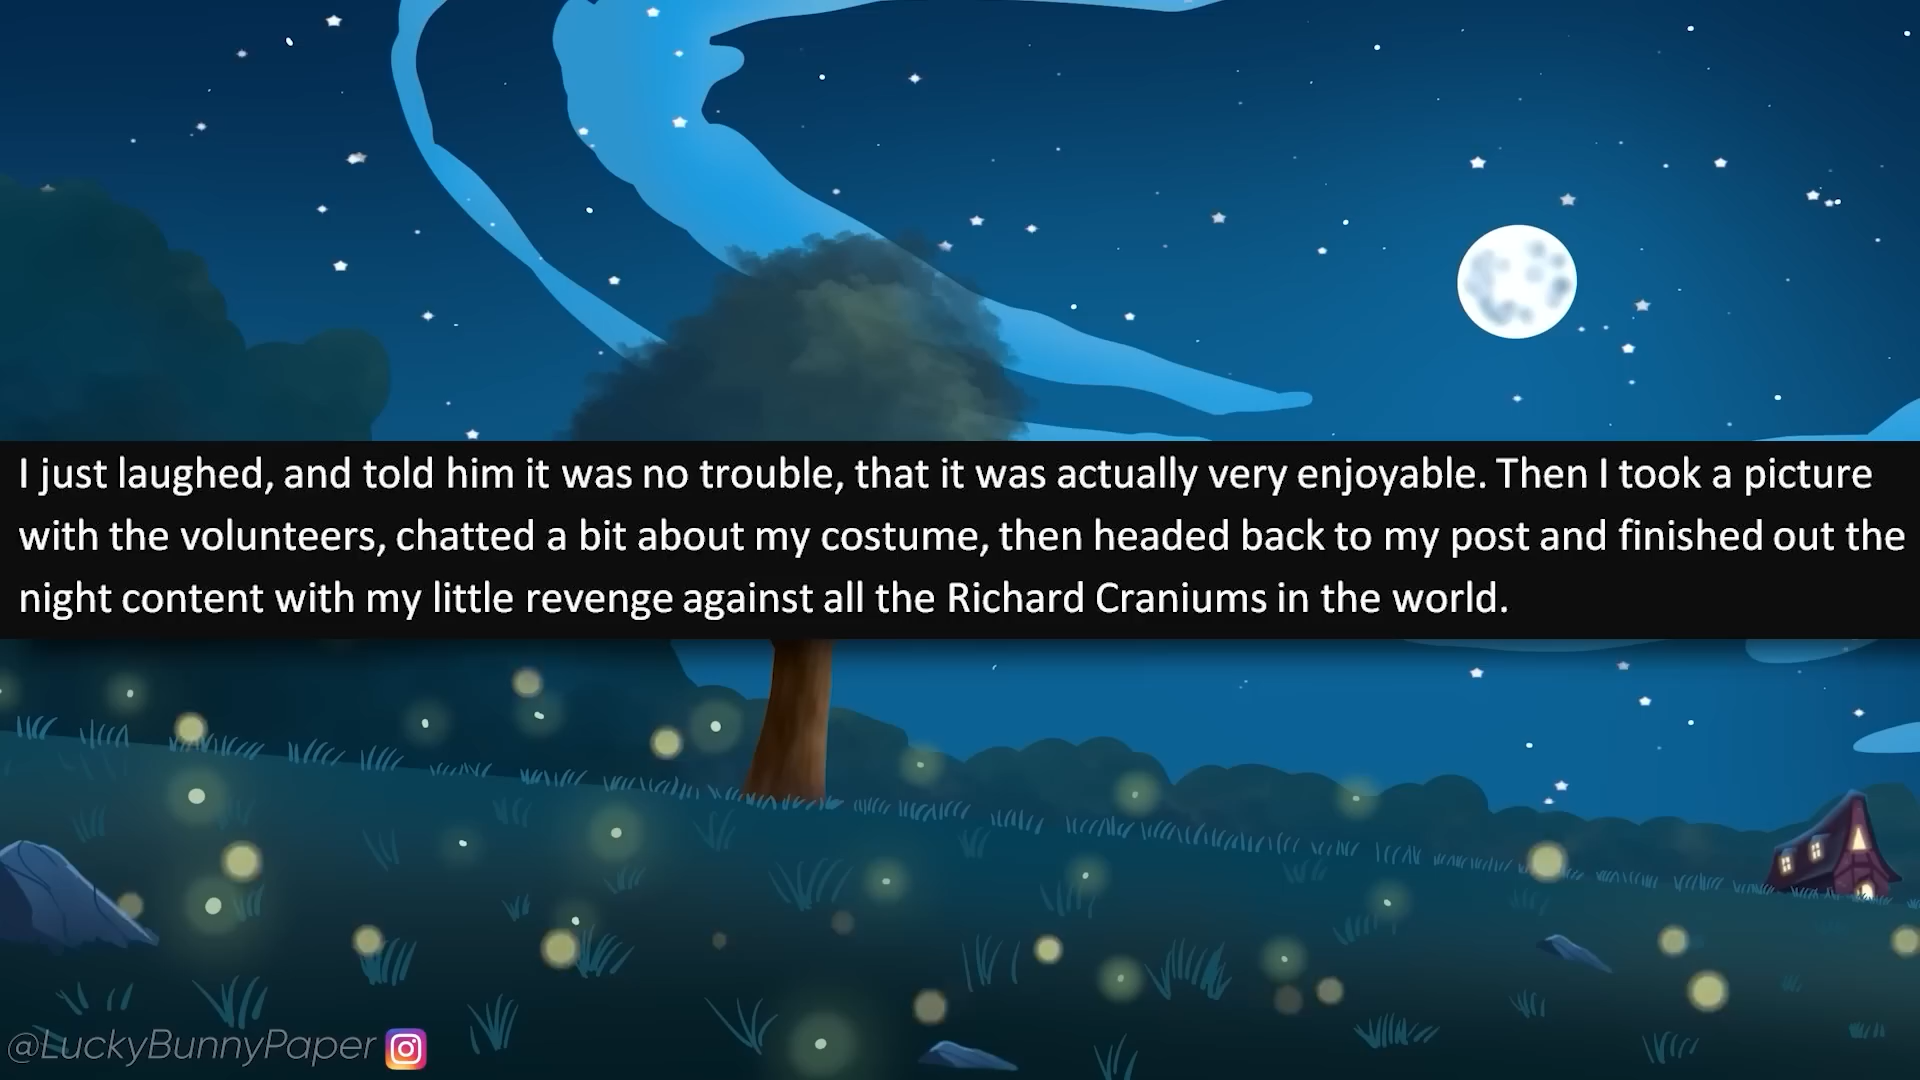 I just laughed, and told him it was no trouble, that it was actually very enjoyable. Then I took a picture
with the volunteers, chatted a bit about my costume, then headed back to my post and finished out the
night content with my little revenge against all the Richard Craniums in the world.
@LuckyBunnyPaper